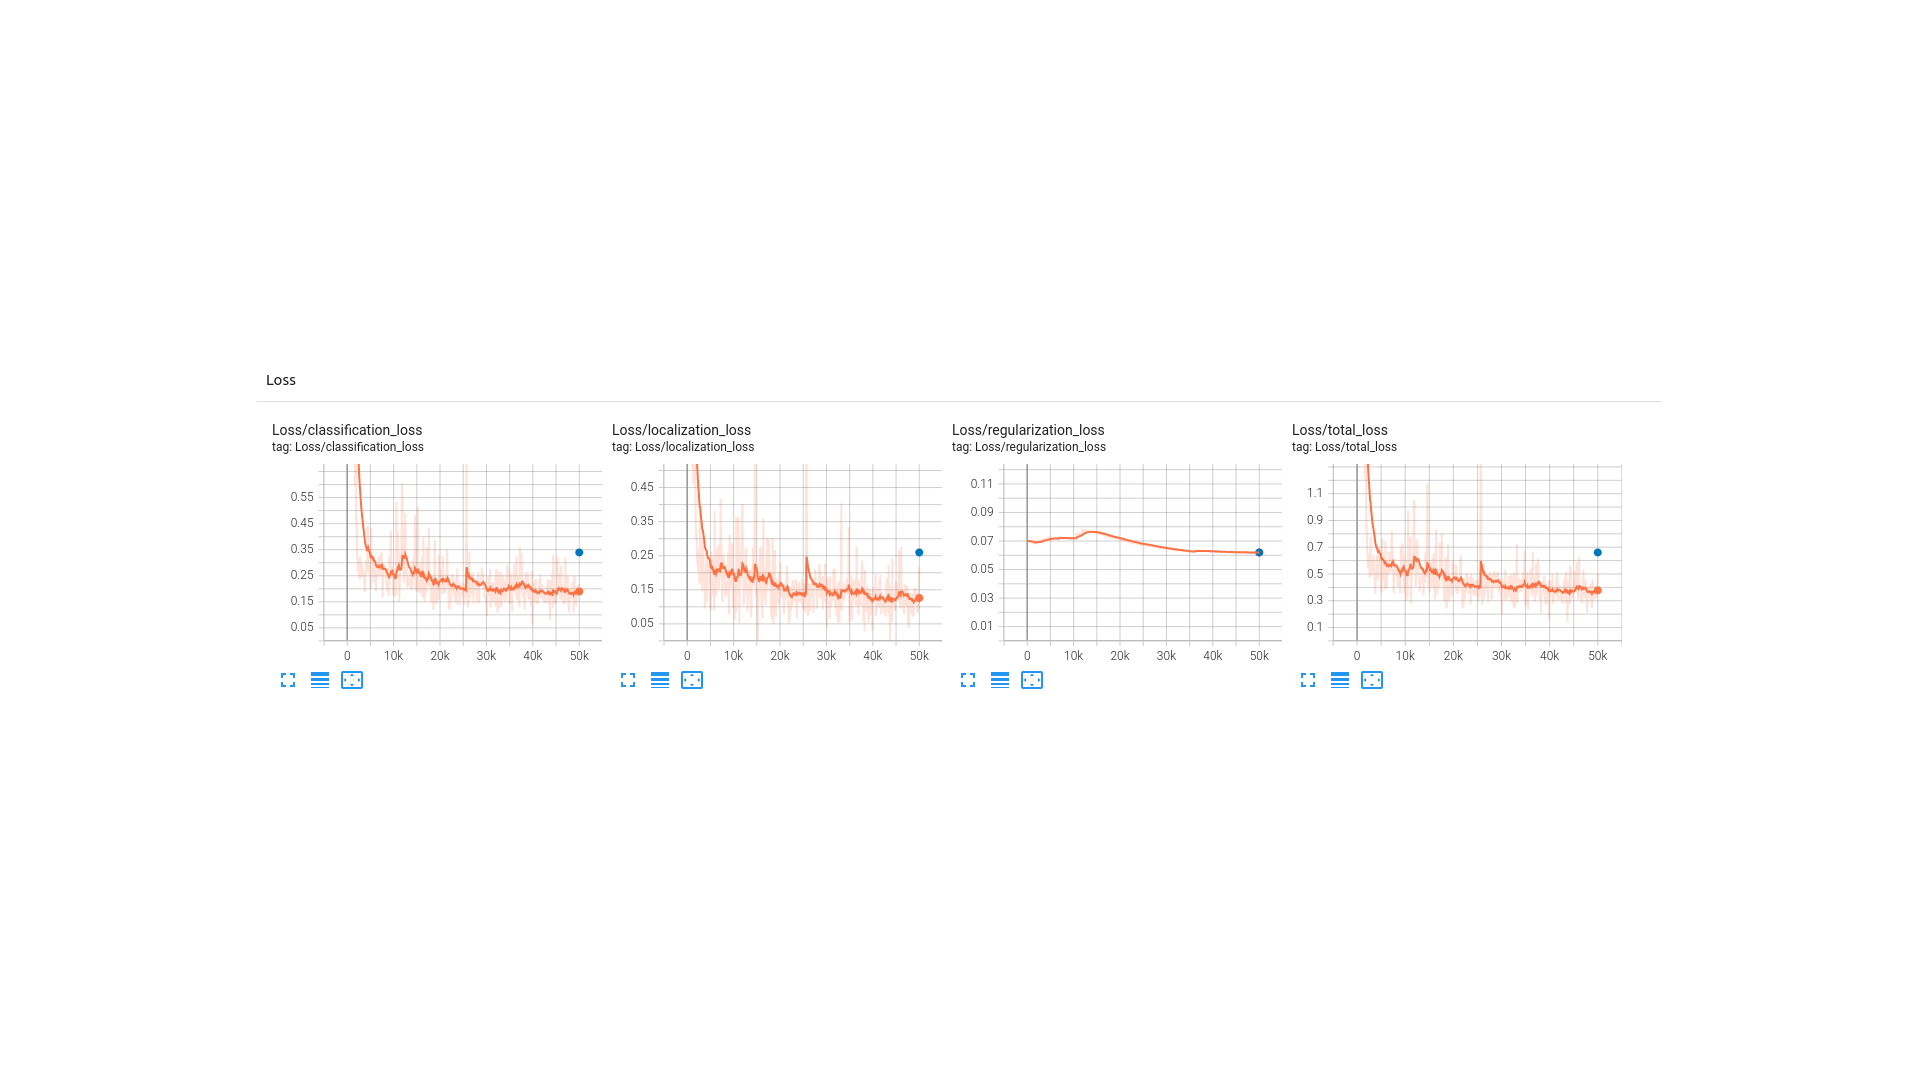 Loss
Loss/classification_loss
tag: Loss/classification_loss
0.55
0.45
0.35
0.25
0.15
0.05
0 10k 20k 30k 40k 50k
Loss/localization_loss
tag: Loss/localization_loss
0.45
0.35
0.25
0.15
0.05
0 10k 20k 30k 40k 50k
Loss/regularization_loss
tag: Loss/regularization_loss
0.11
0.09
0.07
0.05
0.03
0.01
0 10k 20k 30k 40k 50k
Loss/total_loss
tag: Loss/total_loss
1.1
0.9
0.7
0.5
0.3
0.1
0 10k 20k 30k 40k 50k